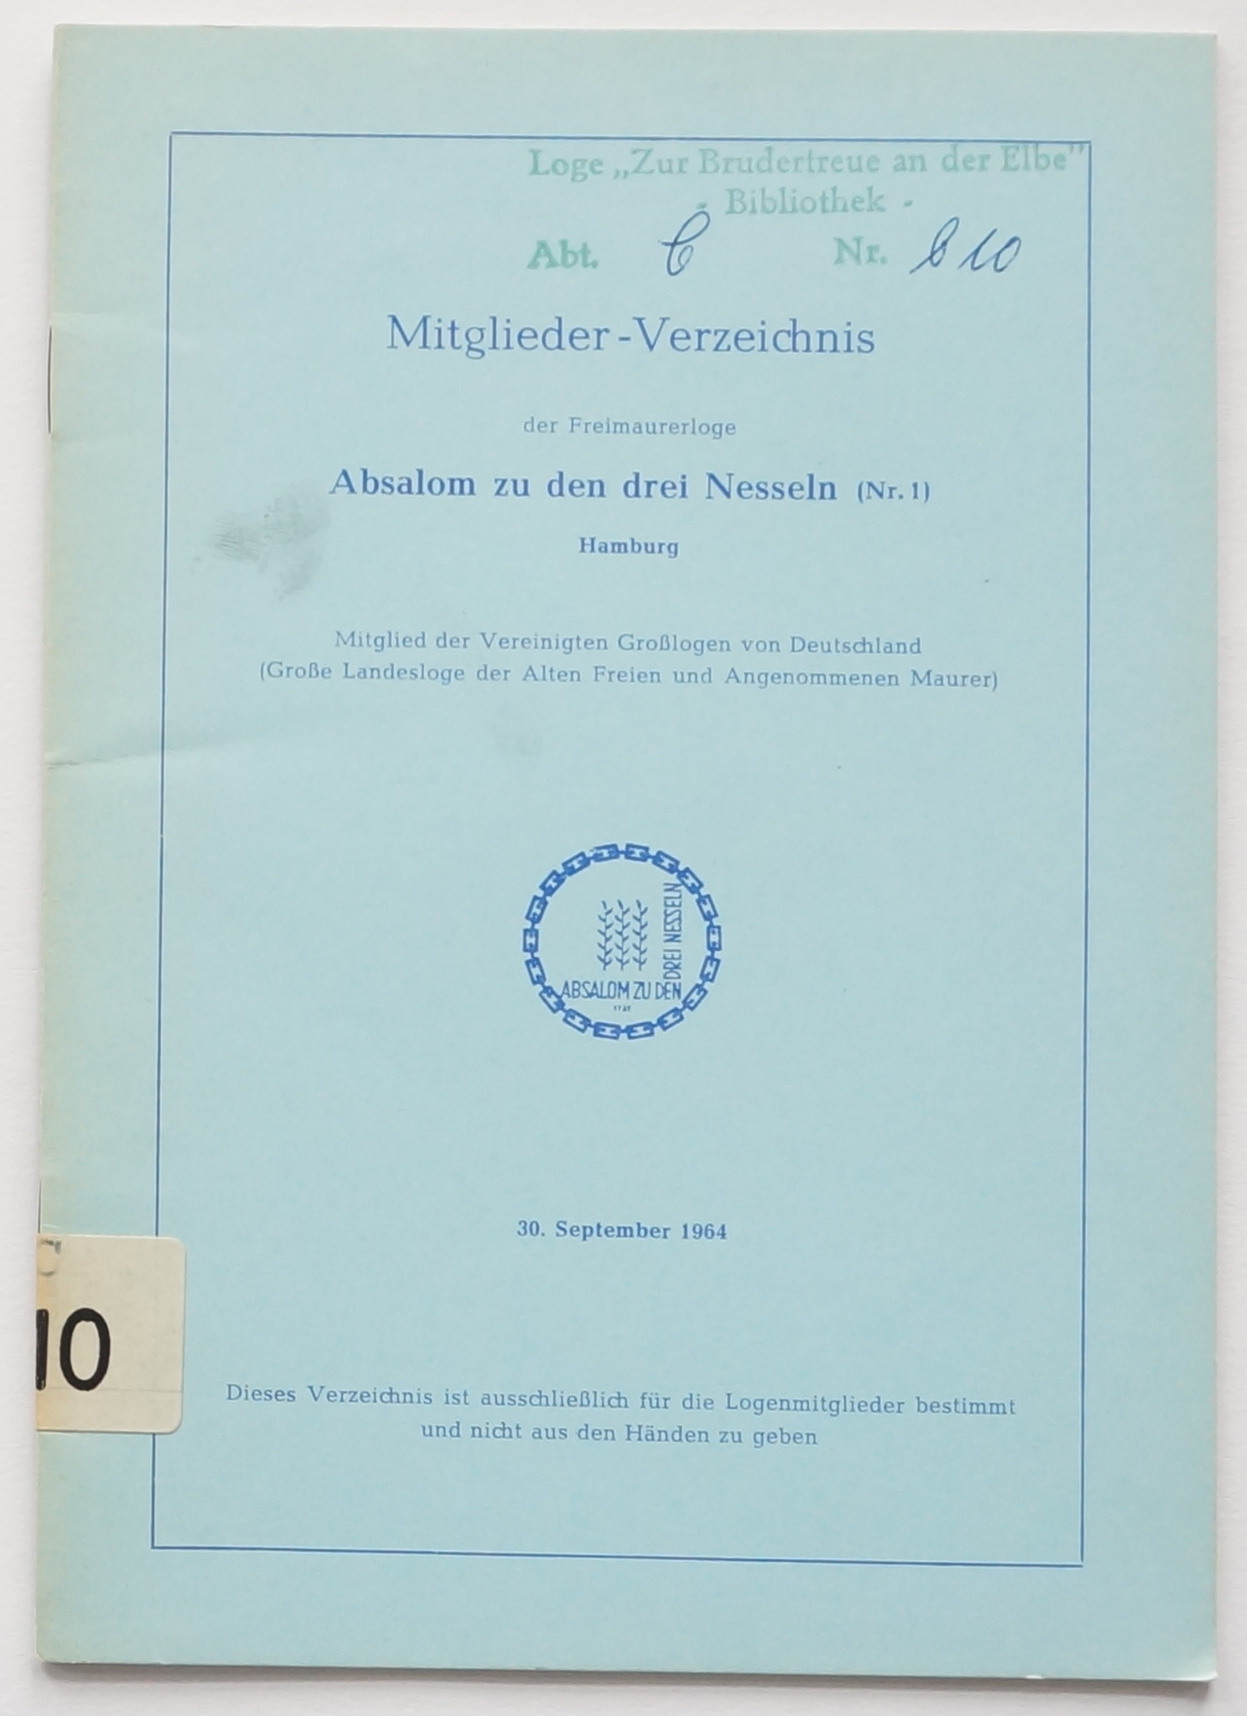 Loge „Zur Brudertreue an der Elbe"
- Bibliothek -
Abt. C Nr. 810
Mitglieder-Verzeichnis
der Freimaurerloge
Absalom zu den drei Nesseln (Nr. 1)
Hamburg
Mitglied der Vereinigten Großlogen von Deutschland
(Große Landesloge der Alten Freien und Angenommenen Maurer)
ABSALOM ZU DEN
DREI NESSELN
1737
30. September 1964
C
10
Dieses Verzeichnis ist ausschließlich für die Logenmitglieder bestimmt
und nicht aus den Händen zu geben